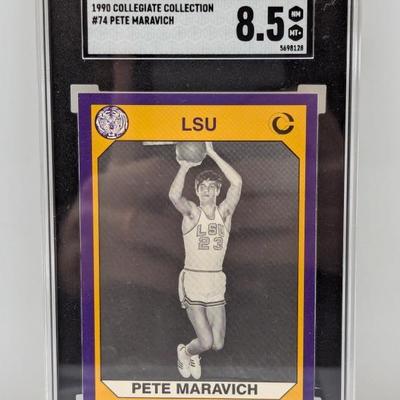 1990 COLLEGIATE COLLECTION
#74 PETE MARAVICH
8.5
NM
MT+
5698128
LSU
LSU
23
PETE MARAVICH